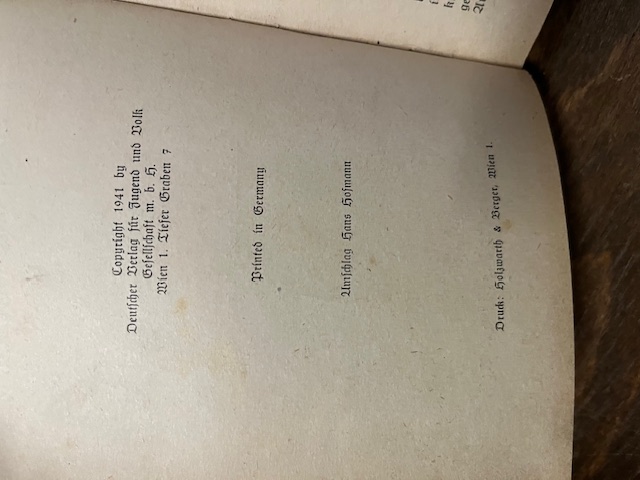 Copyright 1941 by
Deutscher Verlag für Jugend und Volk
Gesellschaft m. b. H.
Wien 1. Tiefer Graben 7
Printed in Germany
Umschlag Hans Hofmann
Druck: Holzwarth & Berger, Wien 1.